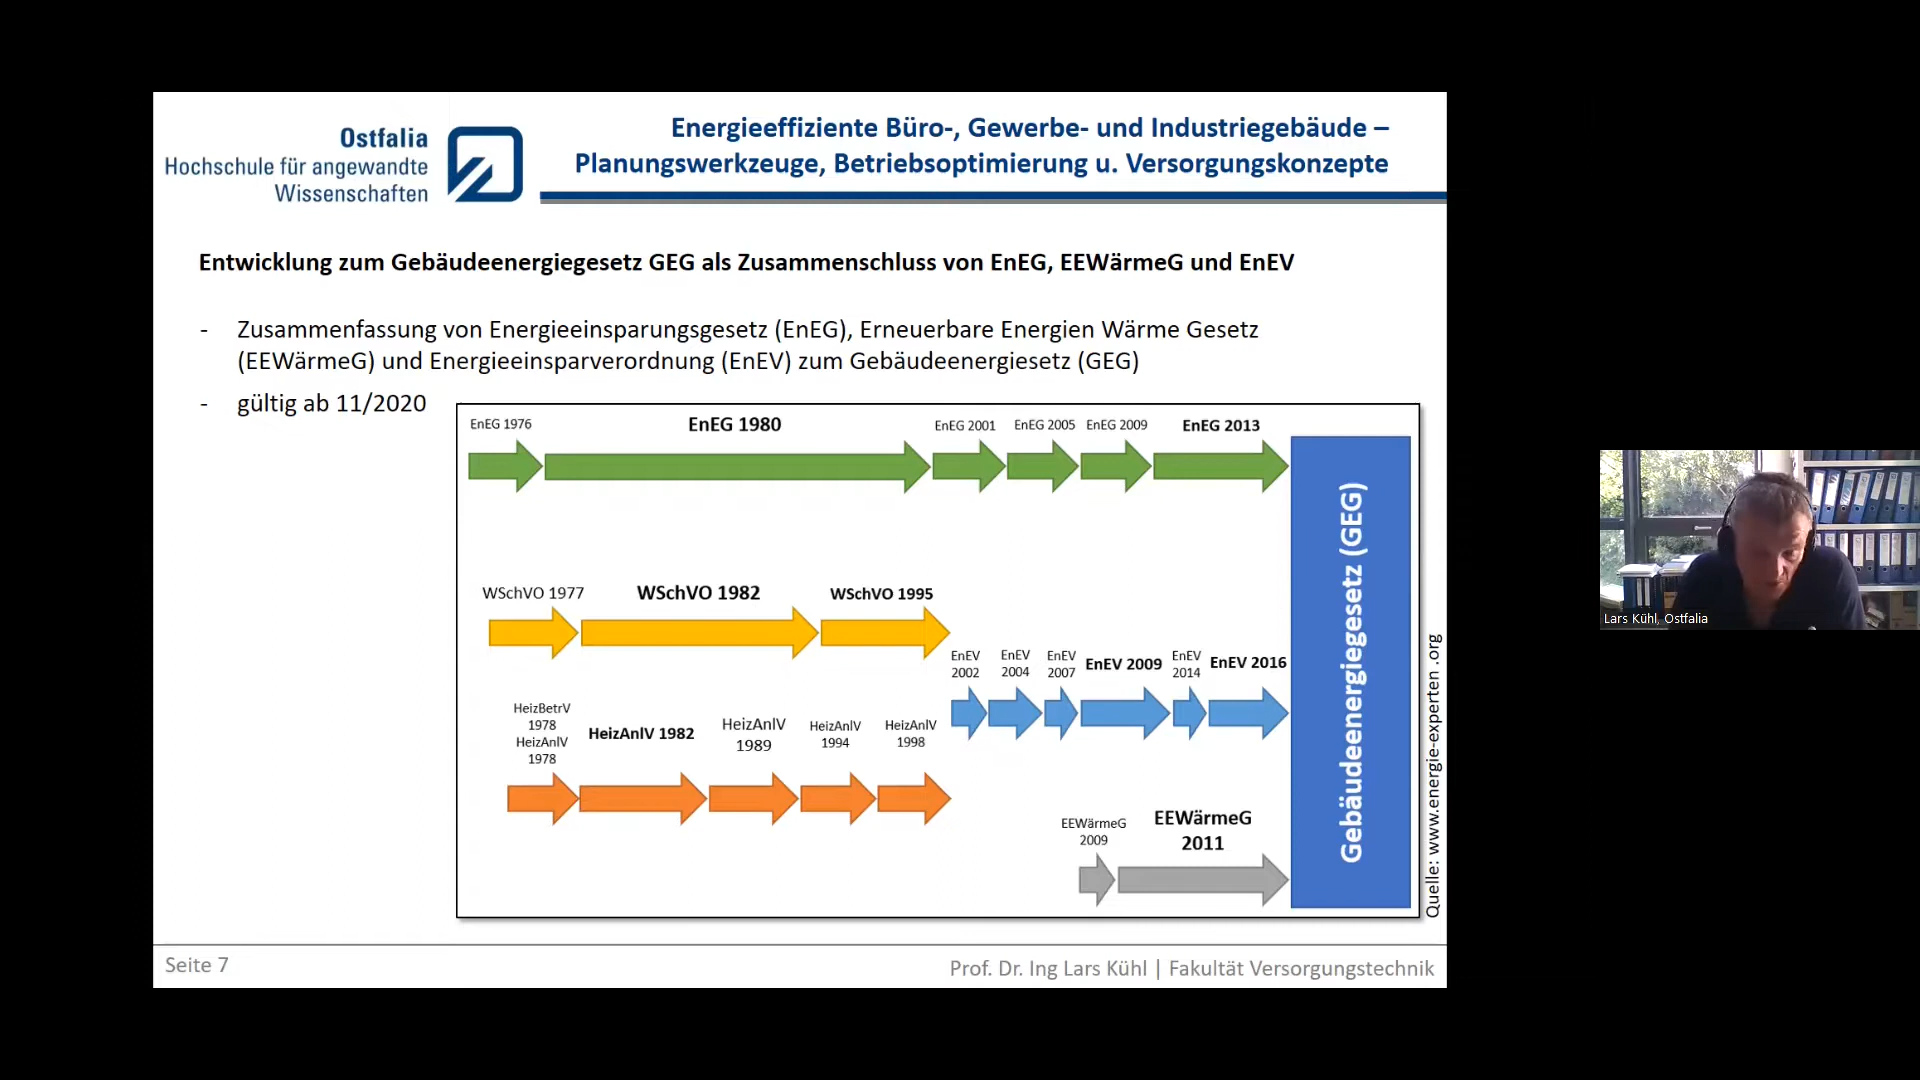 Ostfalia
Hochschule für angewandte
Wissenschaften
Energieeffiziente Büro-, Gewerbe- und Industriegebäude –
Planungswerkzeuge, Betriebsoptimierung u. Versorgungskonzepte
Entwicklung zum Gebäudeenergiegesetz GEG als Zusammenschluss von EnEG, EEWärmeG und EnEV
- Zusammenfassung von Energieeinsparungsgesetz (EnEG), Erneuerbare Energien Wärme Gesetz
(EEWärmeG) und Energieeinsparverordnung (EnEV) zum Gebäudeenergiesetz (GEG)
- gültig ab 11/2020
EnEG 1976
EnEG 1980
EnEG 2001
EnEG 2005
EnEG 2009
EnEG 2013
WSchVO 1977
WSchVO 1982
WSchVO 1995
EnEV
2002
EnEV
2004
EnEV
2007
EnEV 2009
EnEV
2014
EnEV 2016
HeizBetrV
1978
HeizAnlV
1978
HeizAnlV 1982
HeizAnlV
1989
HeizAnlV
1994
HeizAnlV
1998
EEWärmeG
2009
EEWärmeG
2011
Gebäudeenergiegesetz (GEG)
Quelle: www.energie-experten .org
Seite 7
Prof. Dr. Ing Lars Kühl | Fakultät Versorgungstechnik
Lars Kühl, Ostfalia